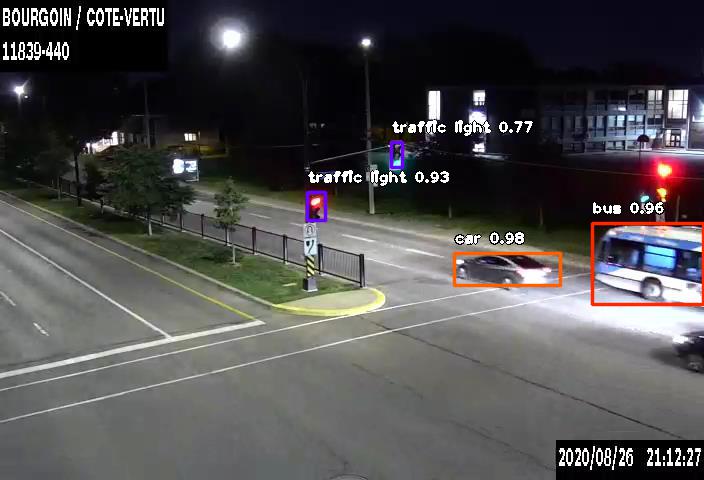 BOURGOIN / COTE-VERTU
11839-440
traffic light 0.77
traffic light 0.93
bus 0.96
car 0.98
2020/08/26 21:12:27